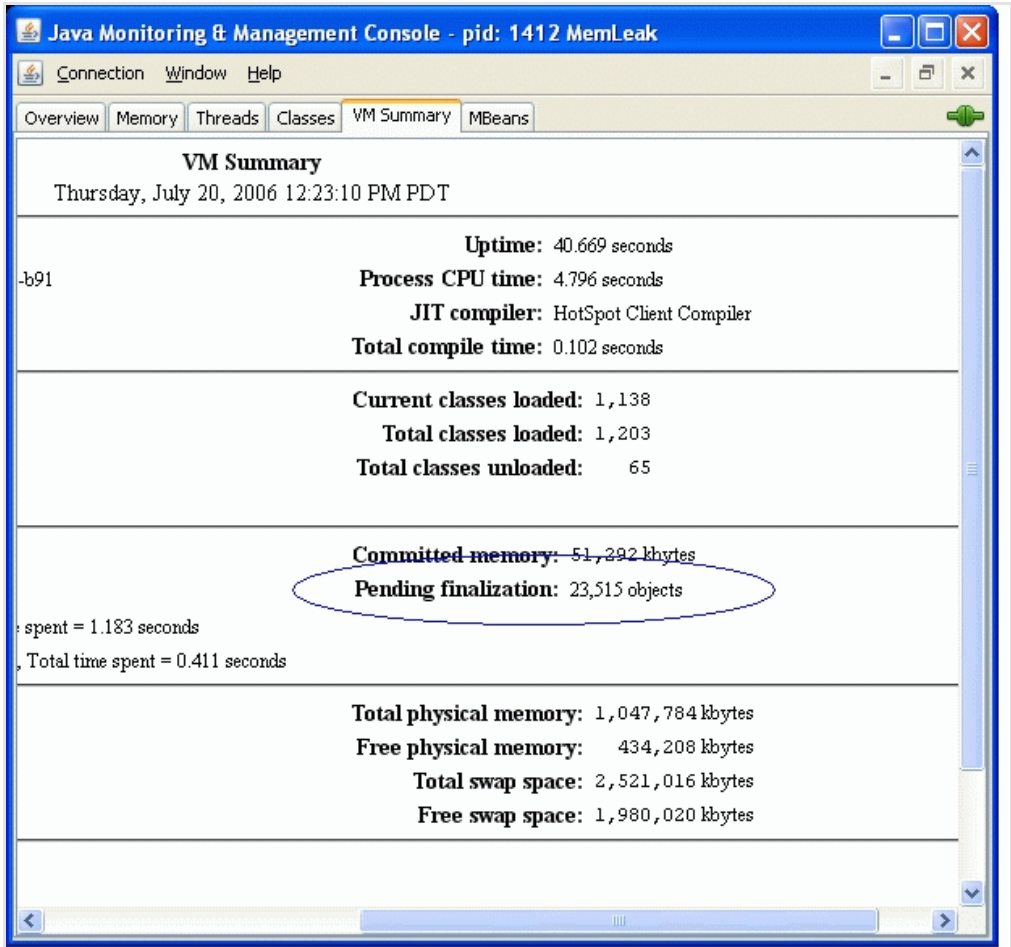 Java Monitoring & Management Console - pid: 1412 MemLeak
Connection Window Help
Overview Memory Threads Classes VM Summary MBeans
VM Summary
Thursday, July 20, 2006 12:23:10 PM PDT
Uptime: 40.669 seconds
-b91 Process CPU time: 4.796 seconds
JIT compiler: HotSpot Client Compiler
Total compile time: 0.102 seconds
Current classes loaded: 1,138
Total classes loaded: 1,203
Total classes unloaded: 65
Committed memory: 51,292 kbytes
Pending finalization: 23,515 objects
spent = 1.183 seconds
, Total time spent = 0.411 seconds
Total physical memory: 1,047,784 kbytes
Free physical memory: 434,208 kbytes
Total swap space: 2,521,016 kbytes
Free swap space: 1,980,020 kbytes